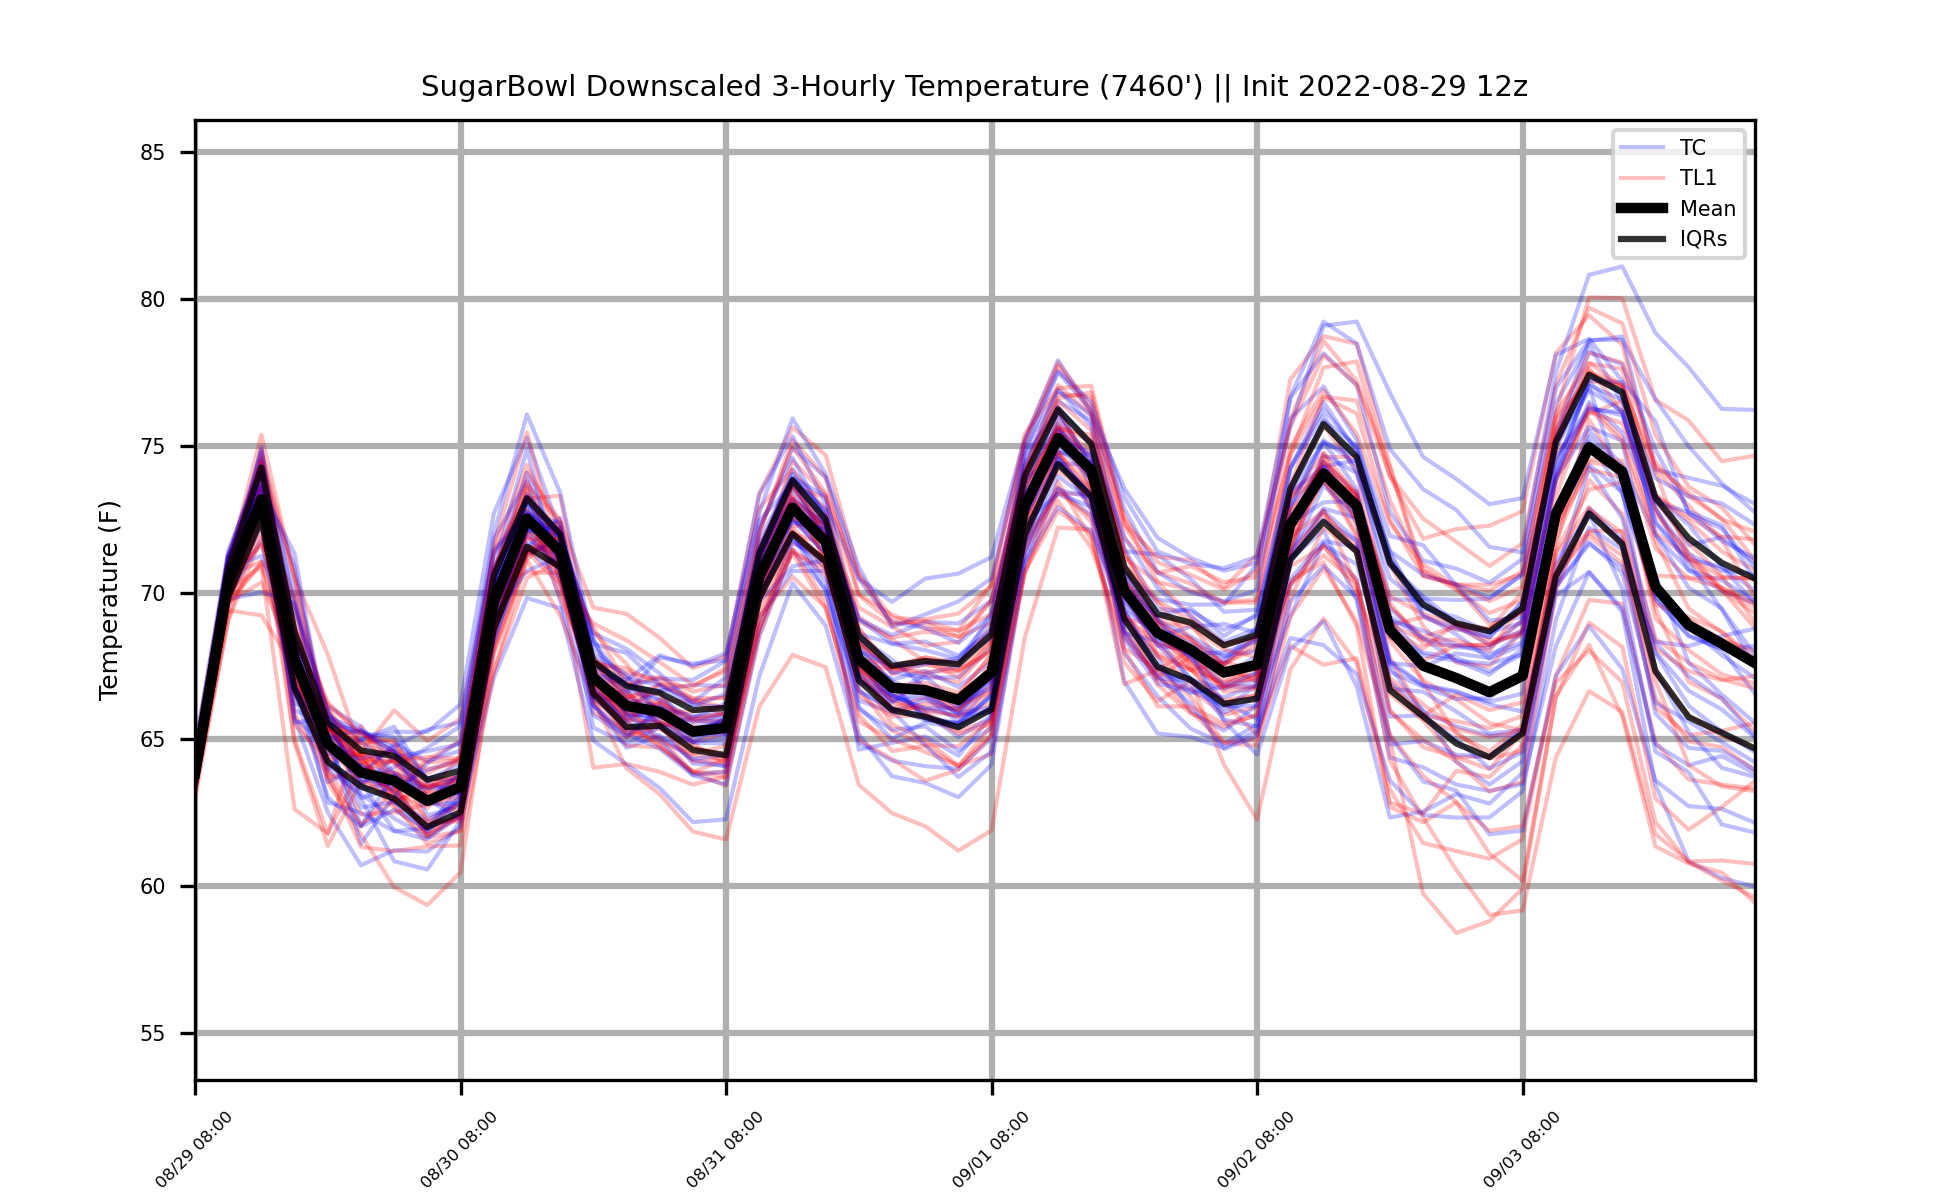 SugarBowl Downscaled 3-Hourly Temperature (7460') || Init 2022-08-29 12z
TC
TL1
Mean
IQRs
Temperature (F)
85
80
75
70
65
60
55
08/29 08:00
08/30 08:00
08/31 08:00
09/01 08:00
09/02 08:00
09/03 08:00